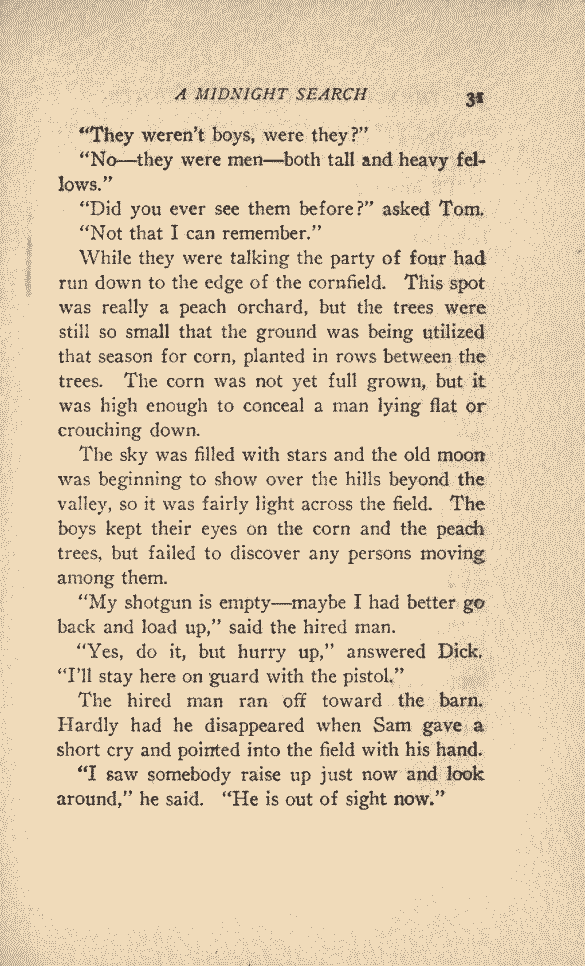 A MIDNIGHT SEARCH 31
“They weren’t boys, were they?”
“No—they were men—both tall and heavy fel-
lows.”
“Did you ever see them before?” asked Tom.
“Not that I can remember.”
While they were talking the party of four had
run down to the edge of the cornfield. This spot
was really a peach orchard, but the trees were
still so small that the ground was being utilized
that season for corn, planted in rows between the
trees. The corn was not yet full grown, but it
was high enough to conceal a man lying flat or
crouching down.
The sky was filled with stars and the old moon
was beginning to show over the hills beyond the
valley, so it was fairly light across the field. The
boys kept their eyes on the corn and the peach
trees, but failed to discover any persons moving
among them.
“My shotgun is empty—maybe I had better go
back and load up,” said the hired man.
“Yes, do it, but hurry up,” answered Dick.
“I’ll stay here on guard with the pistol.”
The hired man ran off toward the barn.
Hardly had he disappeared when Sam gave a
short cry and pointed into the field with his hand.
“I saw somebody raise up just now and look
around,” he said. “He is out of sight now.”